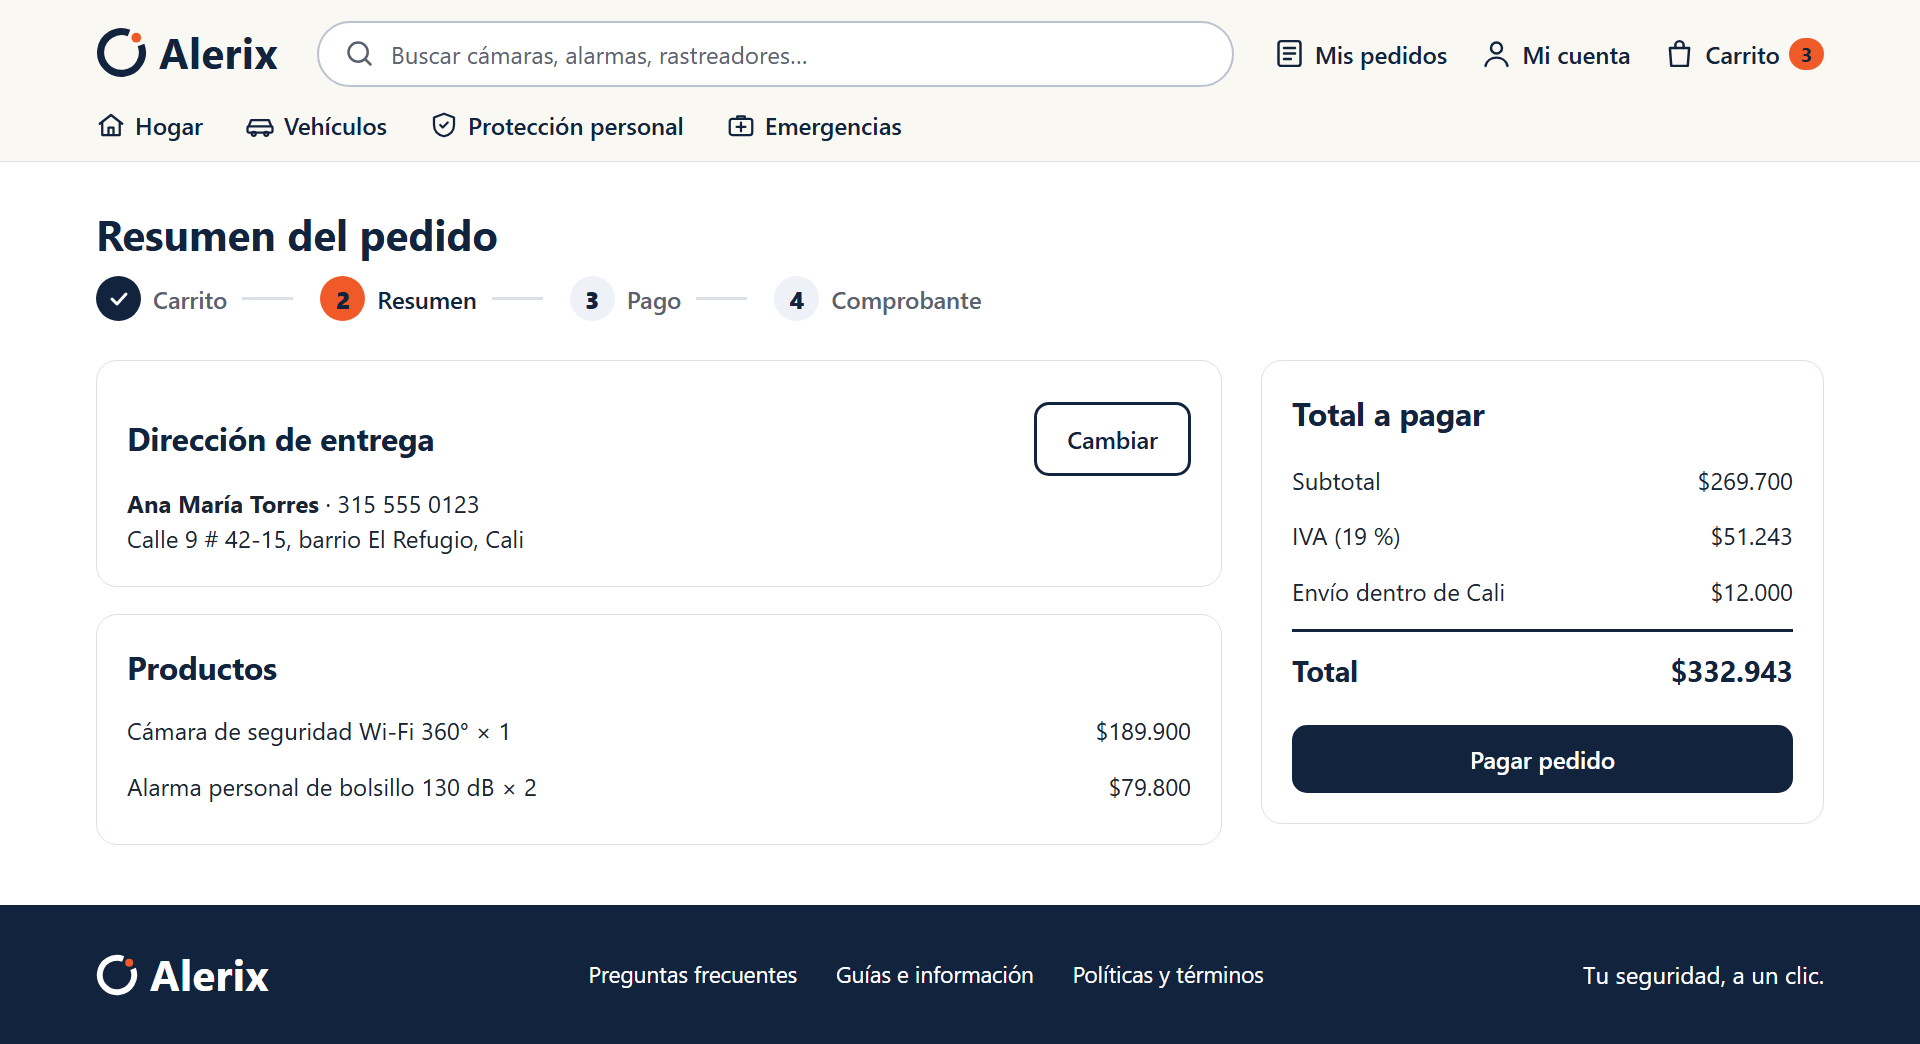 Alerix
Buscar cámaras, alarmas, rastreadores...
Mis pedidos
Mi cuenta
Carrito 3
Hogar
Vehículos
Protección personal
Emergencias
Resumen del pedido
Carrito
2 Resumen
3 Pago
4 Comprobante
Dirección de entrega
Cambiar
Ana María Torres · 315 555 0123
Calle 9 # 42-15, barrio El Refugio, Cali
Productos
Cámara de seguridad Wi-Fi 360° × 1 $189.900
Alarma personal de bolsillo 130 dB × 2 $79.800
Total a pagar
Subtotal $269.700
IVA (19 %) $51.243
Envío dentro de Cali $12.000
Total $332.943
Pagar pedido
Alerix
Preguntas frecuentes
Guías e información
Políticas y términos
Tu seguridad, a un clic.